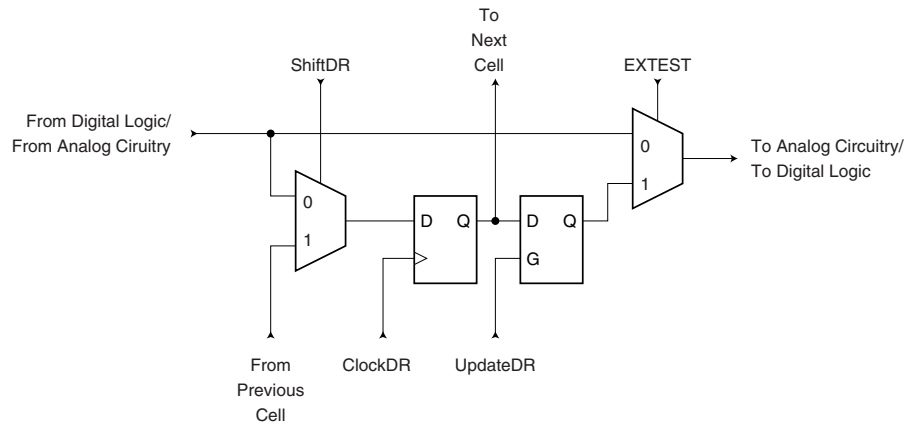 To
Next
Cell
ShiftDR
EXTEST
From Digital Logic/
From Analog Ciruitry
0
1
To Analog Circuitry/
To Digital Logic
0
1
D Q
D Q
G
From
Previous
Cell
ClockDR
UpdateDR